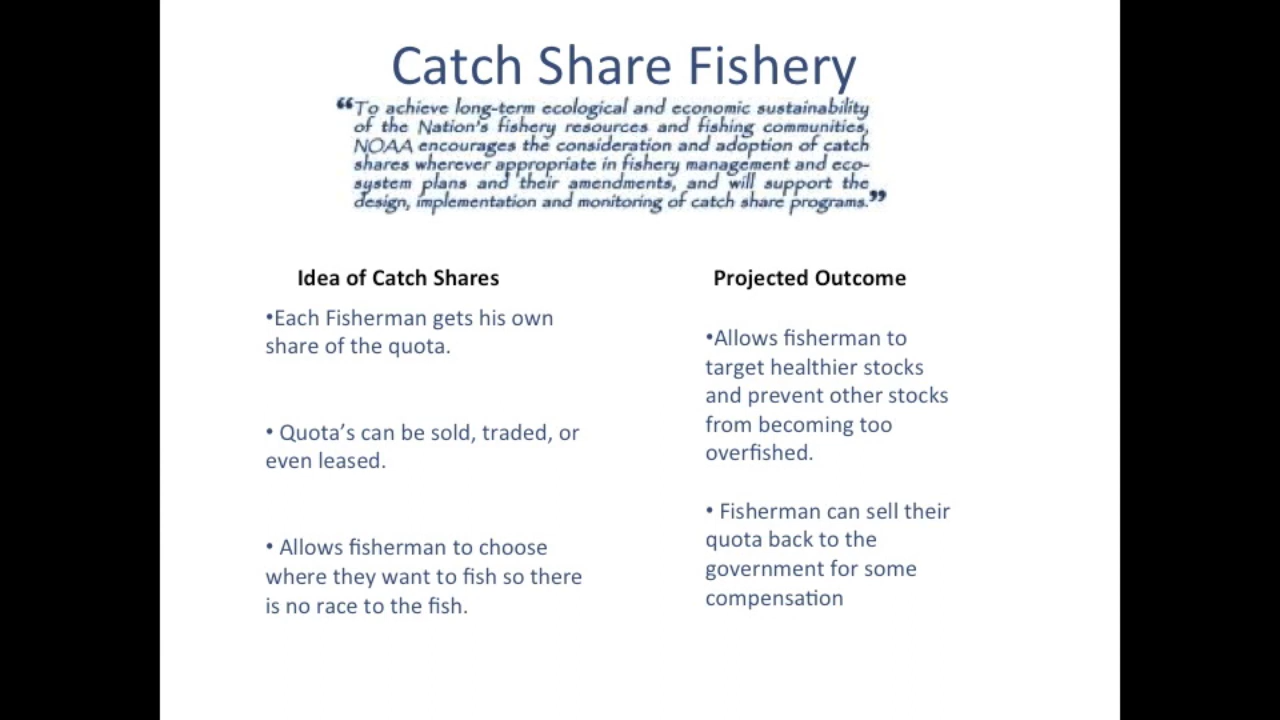 Catch Share Fishery
“To achieve long-term ecological and economic sustainability
of the Nation's fishery resources and fishing communities,
NOAA encourages the consideration and adoption of catch
shares wherever appropriate in fishery management and eco-
system plans and their amendments, and will support the
design, implementation and monitoring of catch share programs.”
Idea of Catch Shares
•Each Fisherman gets his own
share of the quota.
• Quota’s can be sold, traded, or
even leased.
• Allows fisherman to choose
where they want to fish so there
is no race to the fish.
Projected Outcome
•Allows fisherman to
target healthier stocks
and prevent other stocks
from becoming too
overfished.
• Fisherman can sell their
quota back to the
government for some
compensation